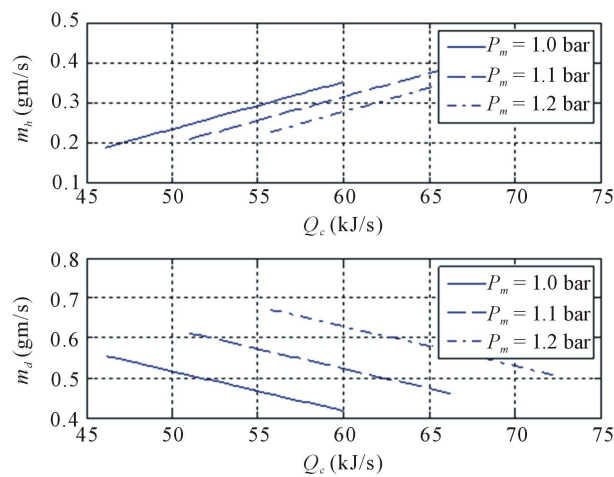 0.5
0.4
0.3
0.2
0.1
m_h (gm/s)
P_m = 1.0 bar
P_m = 1.1 bar
P_m = 1.2 bar
45 50 55 60 65 70 75
Q_c (kJ/s)
0.8
0.7
0.6
0.5
0.4
m_d (gm/s)
P_m = 1.0 bar
P_m = 1.1 bar
P_m = 1.2 bar
45 50 55 60 65 70 75
Q_c (kJ/s)